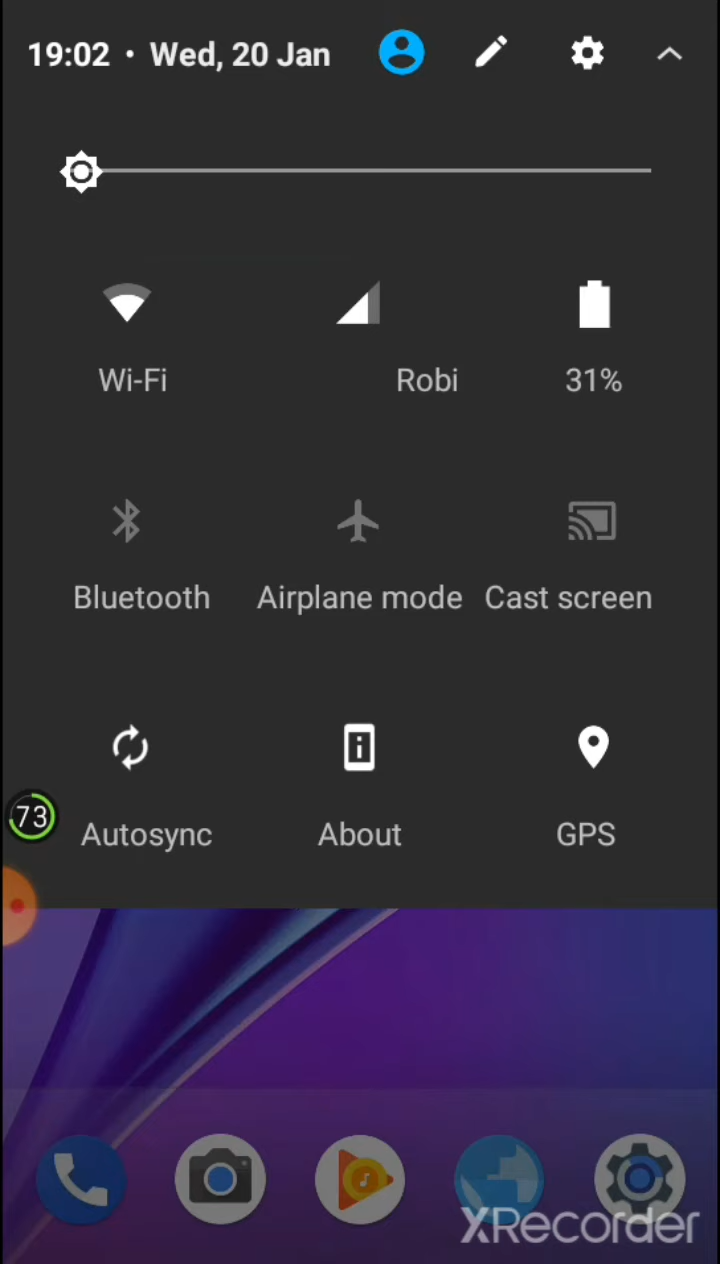 19:02 • Wed, 20 Jan
Wi-Fi Robi 31%
Bluetooth Airplane mode Cast screen
73
Autosync About GPS
XRecorder